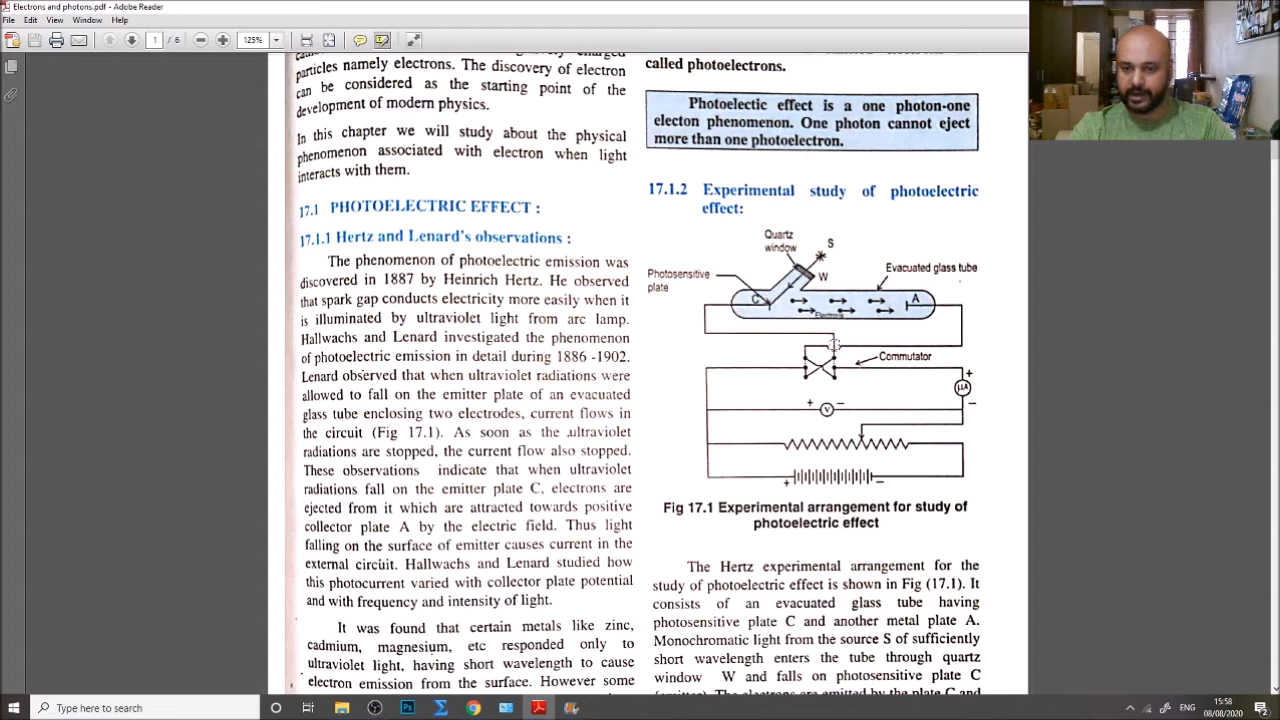 Electrons and photons.pdf - Adobe Reader
File Edit View Window Help
1 / 6 125%
particles namely electrons. The discovery of electron
can be considered as the starting point of the
development of modern physics.
In this chapter we will study about the physical
phenomenon associated with electron when light
interacts with them.
17.1 PHOTOELECTRIC EFFECT :
17.1.1 Hertz and Lenard's observations :
The phenomenon of photoelectric emission was
discovered in 1887 by Heinrich Hertz. He observed
that spark gap conducts electricity more easily when it
is illuminated by ultraviolet light from arc lamp.
Hallwachs and Lenard investigated the phenomenon
of photoelectric emission in detail during 1886 -1902.
Lenard observed that when ultraviolet radiations were
allowed to fall on the emitter plate of an evacuated
glass tube enclosing two electrodes, current flows in
the circuit (Fig 17.1). As soon as the ultraviolet
radiations are stopped, the current flow also stopped.
These observations indicate that when ultraviolet
radiations fall on the emitter plate C, electrons are
ejected from it which are attracted towards positive
collector plate A by the electric field. Thus light
falling on the surface of emitter causes current in the
external circuit. Hallwachs and Lenard studied how
this photocurrent varied with collector plate potential
and with frequency and intensity of light.
It was found that certain metals like zinc,
cadmium, magnesium, etc responded only to
ultraviolet light, having short wavelength to cause
electron emission from the surface. However some
called photoelectrons.
Photoelectic effect is a one photon-one
electon phenomenon. One photon cannot eject
more than one photoelectron.
17.1.2 Experimental study of photoelectric
effect:
Quartz
window
S
W
Photosensitive
plate
Evacuated glass tube
C
A
Electrons
Commutator
+
μA
−
+ V −
+ −
Fig 17.1 Experimental arrangement for study of
photoelectric effect
The Hertz experimental arrangement for the
study of photoelectric effect is shown in Fig (17.1). It
consists of an evacuated glass tube having
photosensitive plate C and another metal plate A.
Monochromatic light from the source S of sufficiently
short wavelength enters the tube through quartz
window W and falls on photosensitive plate C
(emitter). The electrons are emitted by the plate C and
Type here to search
15:58
08/08/2020
2